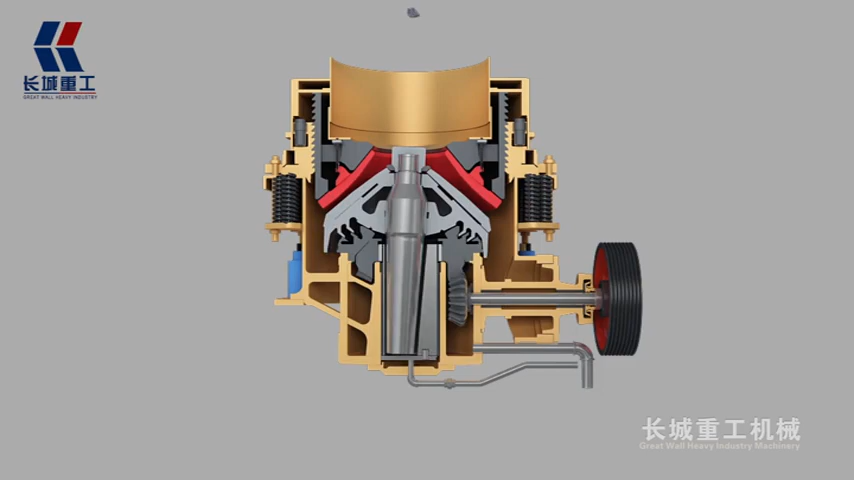 长城重工
GREAT WALL HEAVY INDUSTRY
长城重工机械
Great Wall Heavy Industry Machinery